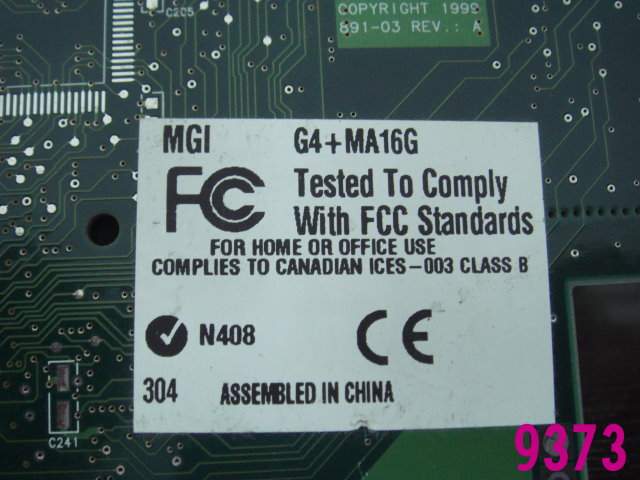 C205
COPYRIGHT 1999
891-03 REV.: A
MGI G4+MA16G
FC Tested To Comply
With FCC Standards
FOR HOME OR OFFICE USE
COMPLIES TO CANADIAN ICES-003 CLASS B
N408 CE
304 ASSEMBLED IN CHINA
C241
9373